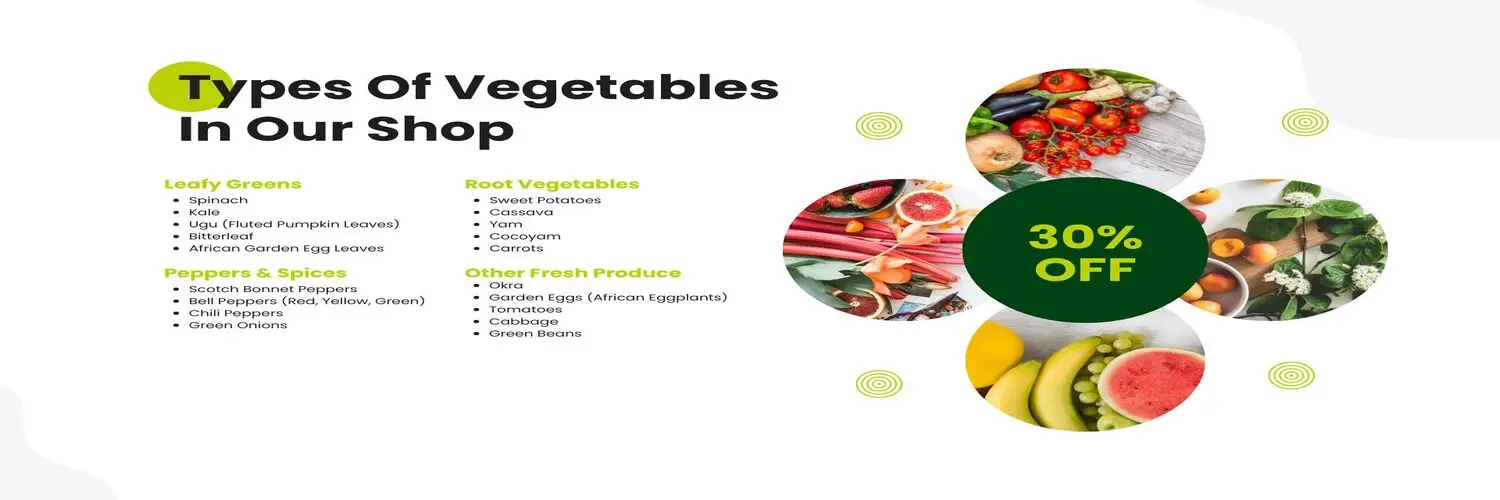 Types Of Vegetables
In Our Shop
Leafy Greens
Spinach
Kale
Ugu (Fluted Pumpkin Leaves)
Bitterleaf
African Garden Egg Leaves
Peppers & Spices
Scotch Bonnet Peppers
Bell Peppers (Red, Yellow, Green)
Chili Peppers
Green Onions
Root Vegetables
Sweet Potatoes
Cassava
Yam
Cocoyam
Carrots
Other Fresh Produce
Okra
Garden Eggs (African Eggplants)
Tomatoes
Cabbage
Green Beans
30%
OFF